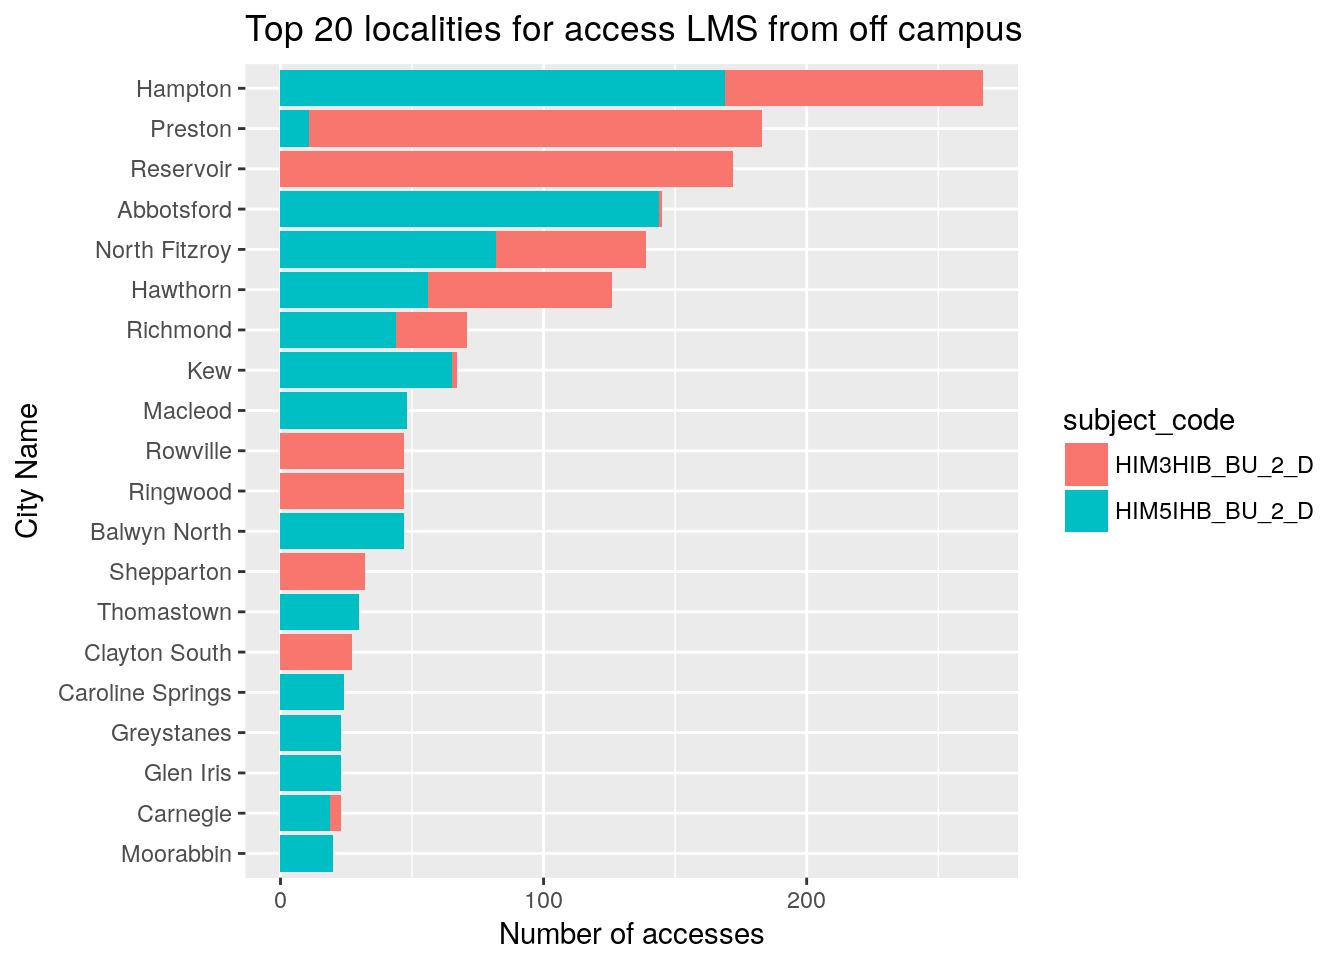 Top 20 localities for access LMS from off campus
Hampton
Preston
Reservoir
Abbotsford
North Fitzroy
Hawthorn
Richmond
Kew
Macleod
Rowville
Ringwood
Balwyn North
Shepparton
Thomastown
Clayton South
Caroline Springs
Greystanes
Glen Iris
Carnegie
Moorabbin
City Name
0 100 200
Number of accesses
subject_code
HIM3HIB_BU_2_D
HIM5IHB_BU_2_D